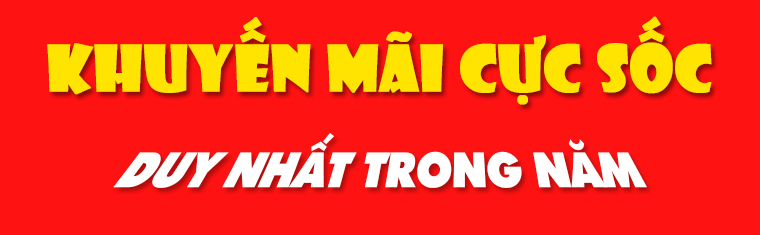 KHUYẾN MÃI CỰC SỐC
DUY NHẤT TRONG NĂM